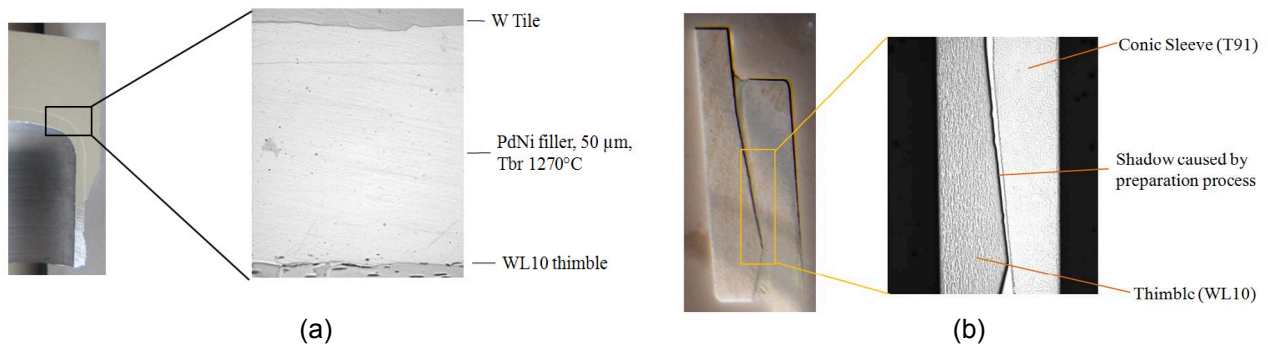 W Tile
PdNi filler, 50 µm,
Tbr 1270°C
WL10 thimble
(a)
Conic Sleeve (T91)
Shadow caused by
preparation process
Thimble (WL10)
(b)